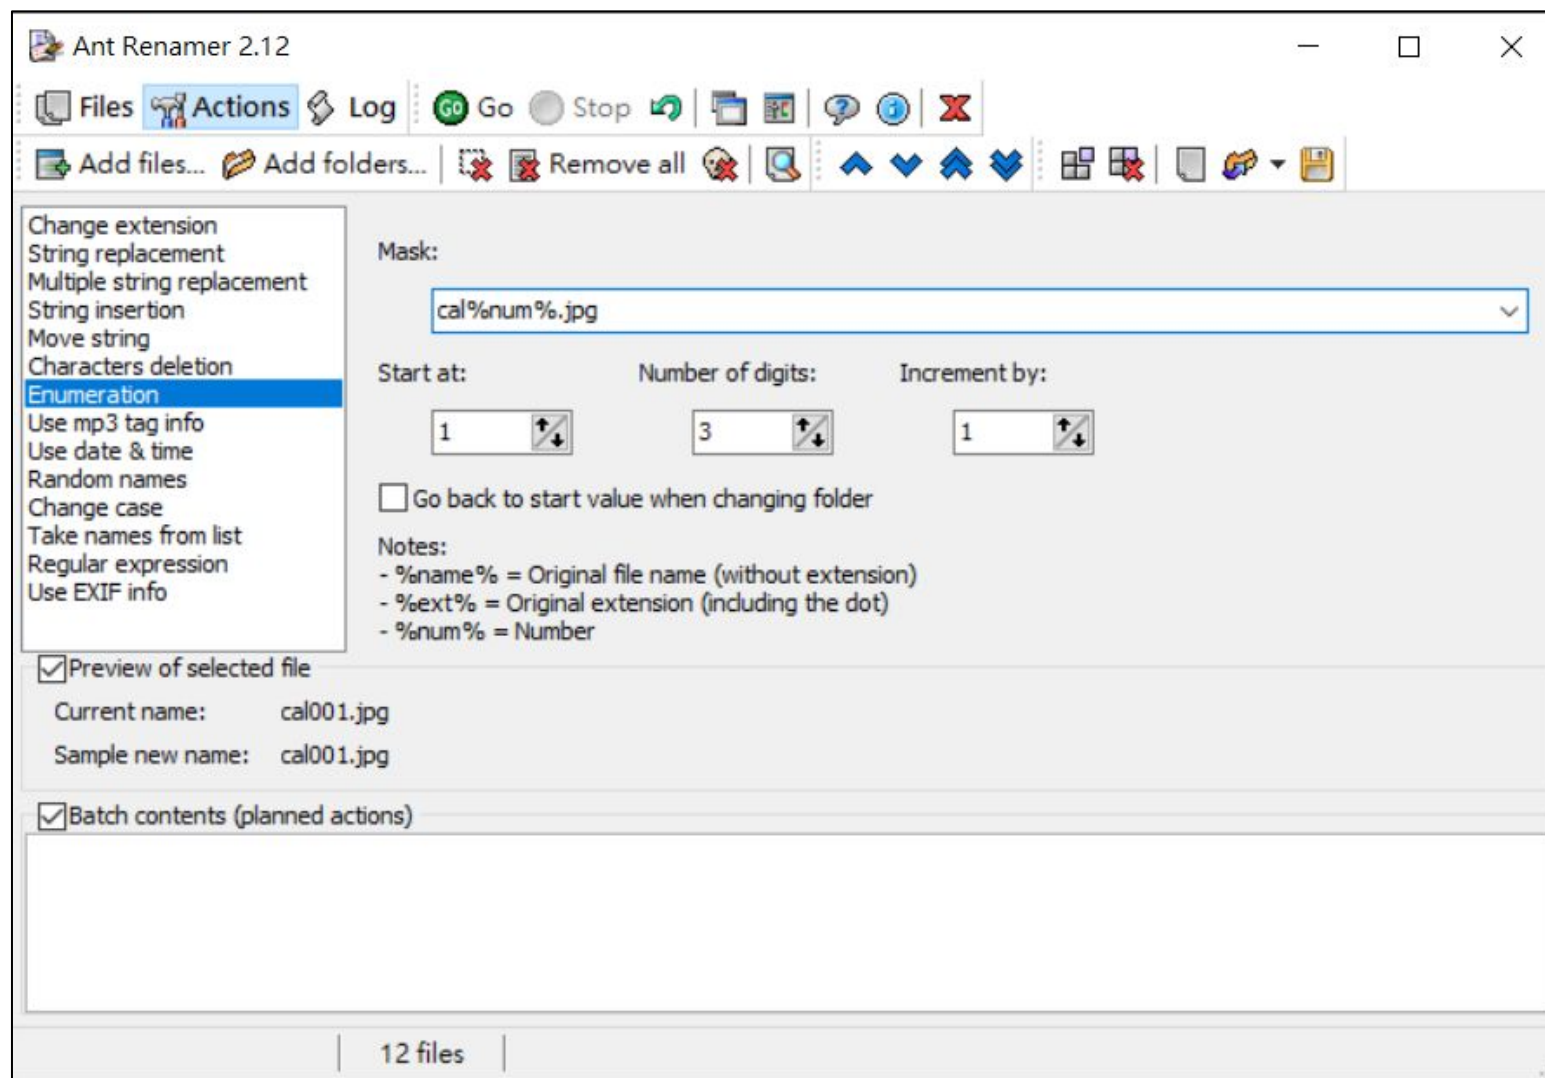 Ant Renamer 2.12
Files Actions Log Go Go Stop
Add files... Add folders... Remove all
Change extension
String replacement
Multiple string replacement
String insertion
Move string
Characters deletion
Enumeration
Use mp3 tag info
Use date & time
Random names
Change case
Take names from list
Regular expression
Use EXIF info
Mask:
cal%num%.jpg
Start at: Number of digits: Increment by:
1 3 1
Go back to start value when changing folder
Notes:
- %name% = Original file name (without extension)
- %ext% = Original extension (including the dot)
- %num% = Number
Preview of selected file
Current name: cal001.jpg
Sample new name: cal001.jpg
Batch contents (planned actions)
12 files